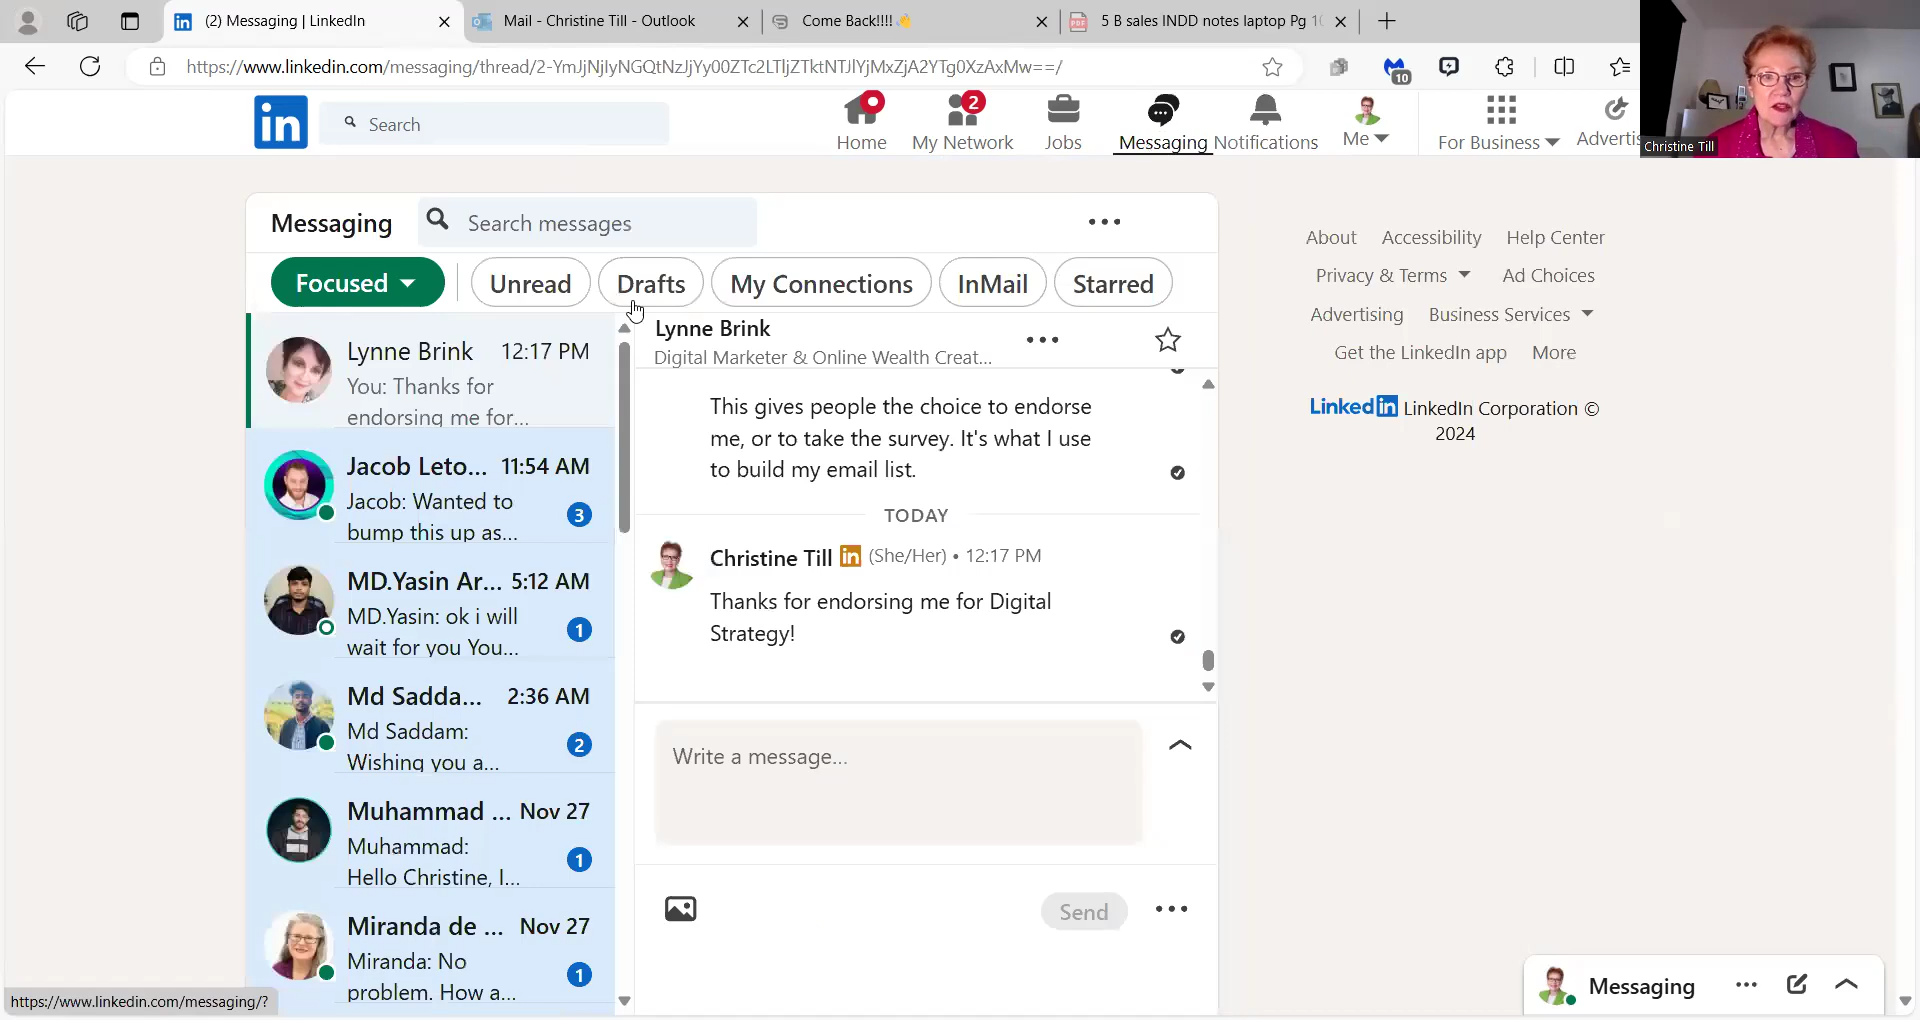 (2) Messaging | LinkedIn
Mail - Christine Till - Outlook
Come Back!!!!👋
5 B sales INDD notes laptop Pg 10
https://www.linkedin.com/messaging/thread/2-YmJjNjIyNGQtNzJjYy00ZTc2LTljZTktNTJlYjMxZjA2YTg0XzAxMw==/
10
in
Search
2
Home
My Network
Jobs
Messaging
Notifications
Me
For Business
Adverti
Christine Till
Messaging
Search messages
Focused
Unread
Drafts
My Connections
InMail
Starred
Lynne Brink 12:17 PM
You: Thanks for
endorsing me for...
Jacob Leto... 11:54 AM
Jacob: Wanted to
bump this up as...
3
MD.Yasin Ar... 5:12 AM
MD.Yasin: ok i will
wait for you You...
1
Md Sadda... 2:36 AM
Md Saddam:
Wishing you a...
2
Muhammad ... Nov 27
Muhammad:
Hello Christine, I...
1
Miranda de ... Nov 27
Miranda: No
problem. How a...
1
Lynne Brink
Digital Marketer & Online Wealth Creat...
This gives people the choice to endorse
me, or to take the survey. It's what I use
to build my email list.
TODAY
Christine Till in (She/Her) • 12:17 PM
Thanks for endorsing me for Digital
Strategy!
Write a message...
Send
About Accessibility Help Center
Privacy & Terms Ad Choices
Advertising Business Services
Get the LinkedIn app More
LinkedIn LinkedIn Corporation ©
2024
Messaging
https://www.linkedin.com/messaging/?